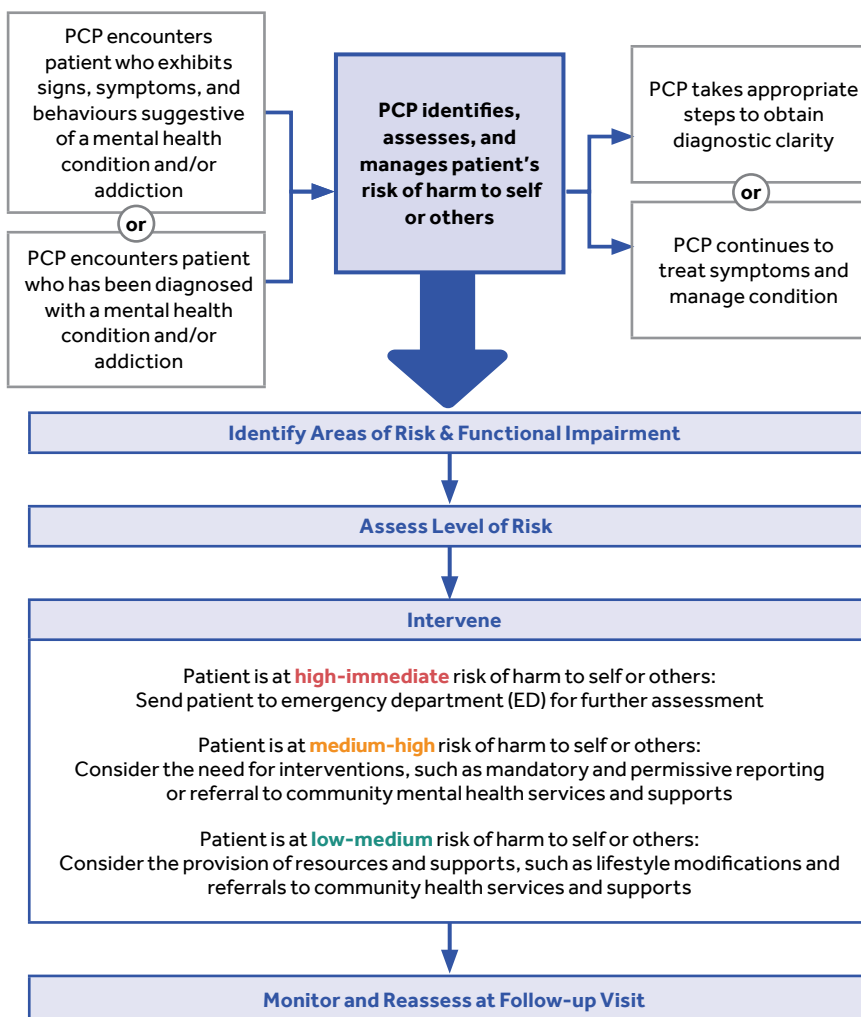 PCP encounters
patient who exhibits
signs, symptoms, and
behaviours suggestive
of a mental health
condition and/or
addiction
or
PCP encounters patient
who has been diagnosed
with a mental health
condition and/or
addiction
PCP identifies,
assesses, and
manages patient’s
risk of harm to self
or others
PCP takes appropriate
steps to obtain
diagnostic clarity
or
PCP continues to
treat symptoms and
manage condition
Identify Areas of Risk & Functional Impairment
Assess Level of Risk
Intervene
Patient is at high-immediate risk of harm to self or others:
Send patient to emergency department (ED) for further assessment
Patient is at medium-high risk of harm to self or others:
Consider the need for interventions, such as mandatory and permissive reporting
or referral to community mental health services and supports
Patient is at low-medium risk of harm to self or others:
Consider the provision of resources and supports, such as lifestyle modifications and
referrals to community health services and supports
Monitor and Reassess at Follow-up Visit